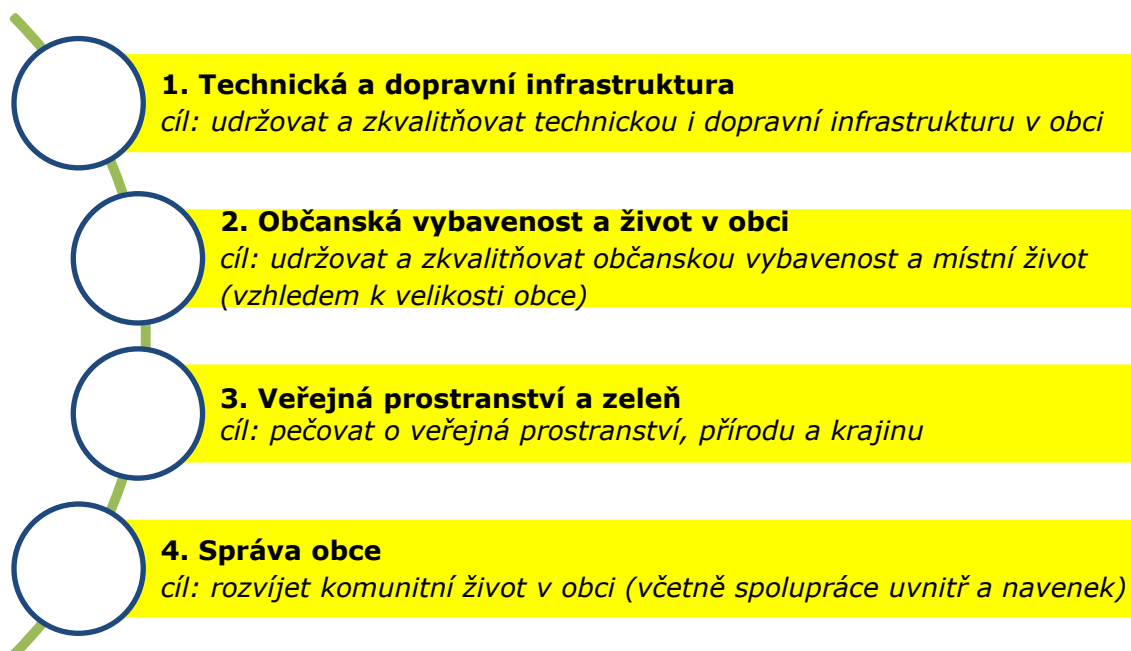 1. Technická a dopravní infrastruktura
cíl: udržovat a zkvalitňovat technickou i dopravní infrastrukturu v obci
2. Občanská vybavenost a život v obci
cíl: udržovat a zkvalitňovat občanskou vybavenost a místní život
(vzhledem k velikosti obce)
3. Veřejná prostranství a zeleň
cíl: pečovat o veřejná prostranství, přírodu a krajinu
4. Správa obce
cíl: rozvíjet komunitní život v obci (včetně spolupráce uvnitř a navenek)